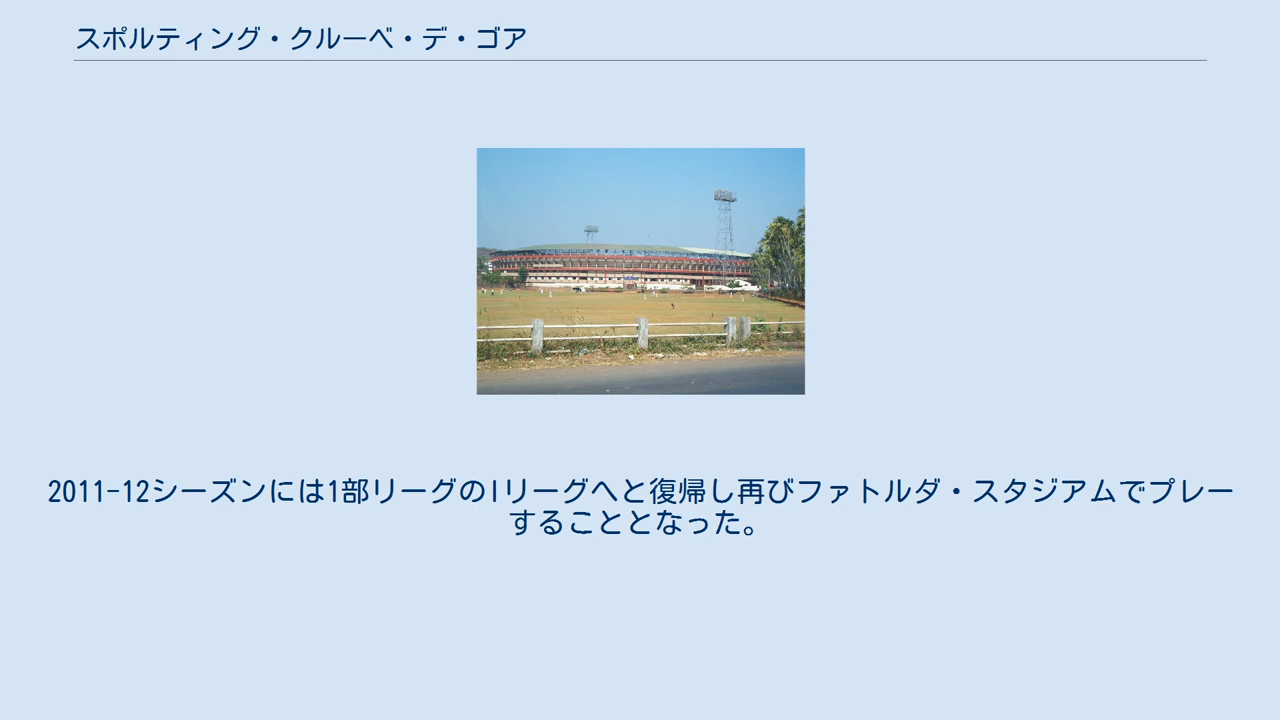 スポルティング・クルーベ・デ・ゴア
2011-12シーズンには1部リーグのIリーグへと復帰し再びファトルダ・スタジアムでプレー
することとなった。